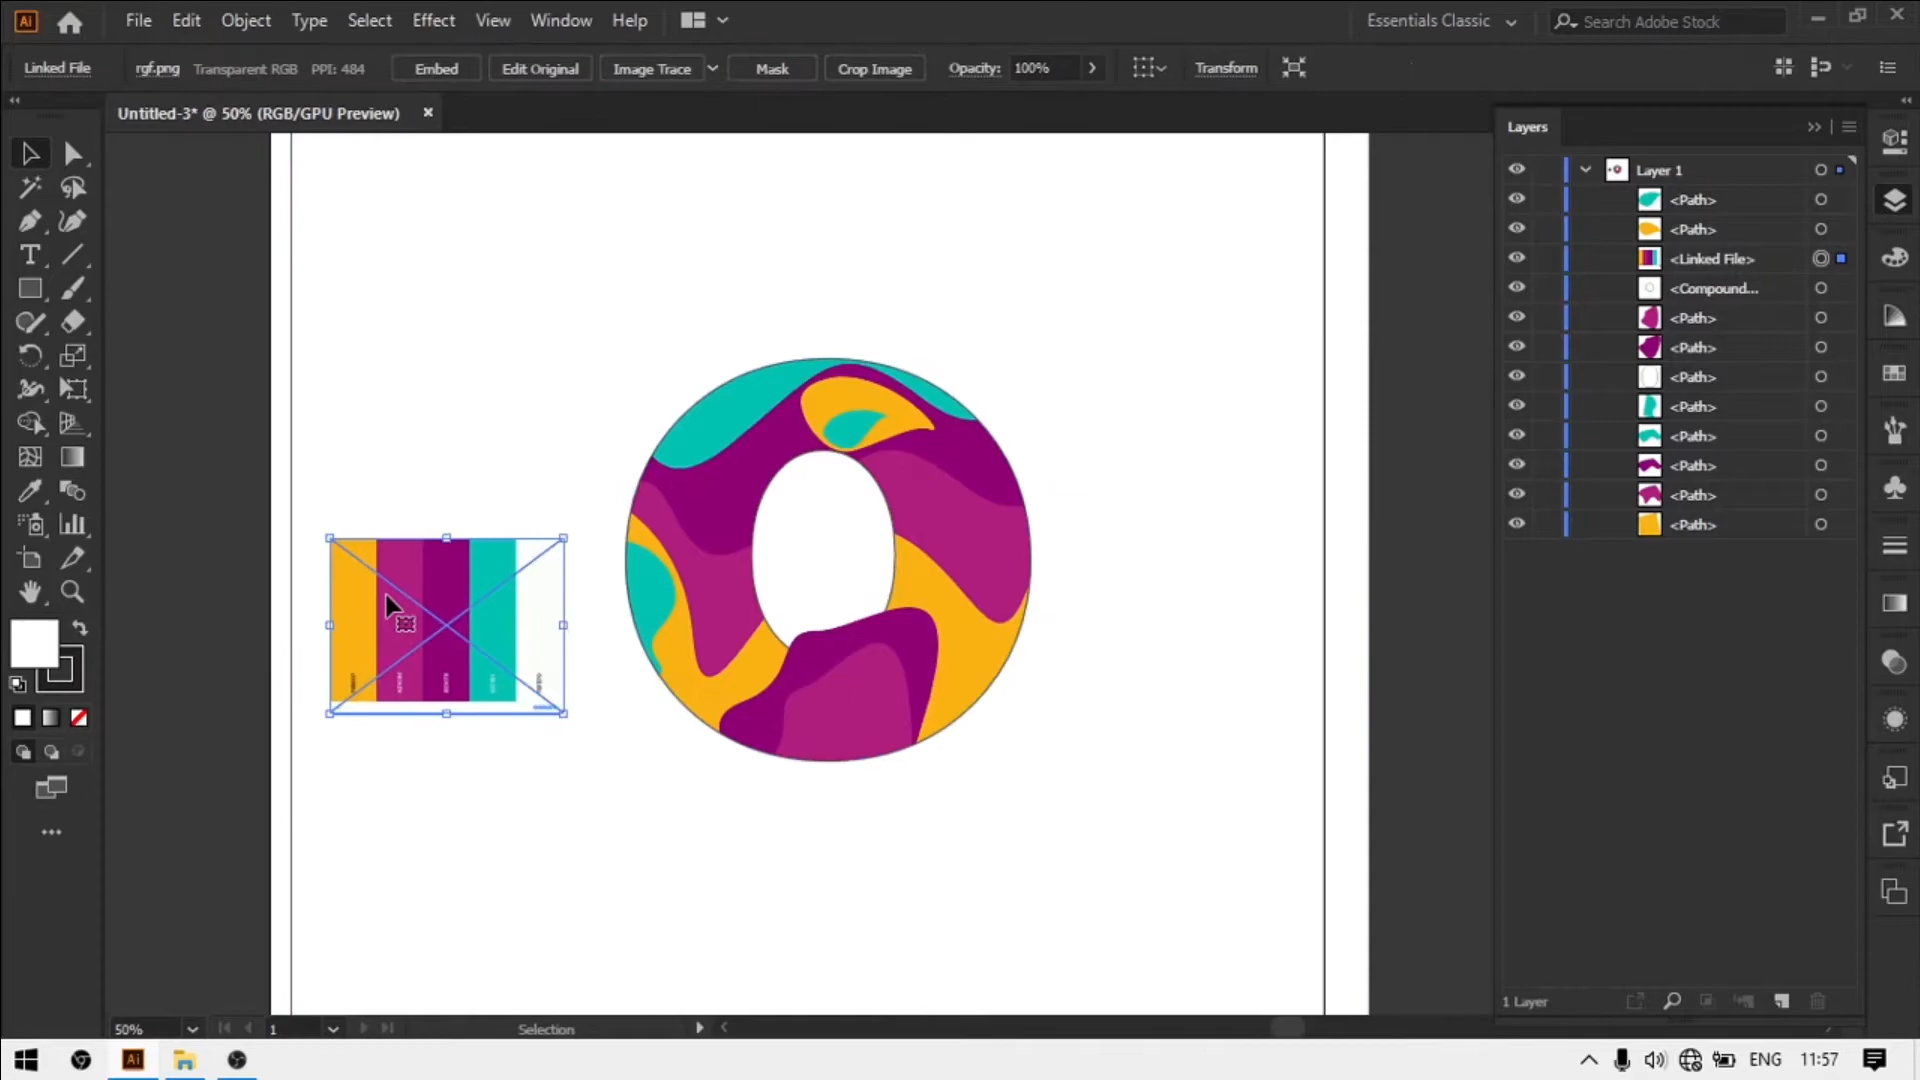 Ai File Edit Object Type Select Effect View Window Help Essentials Classic Search Adobe Stock
Linked File rgf.png Transparent RGB PPI: 484 Embed Edit Original Image Trace Mask Crop Image Opacity: 100% Transform
Untitled-3* @ 50% (RGB/GPU Preview)
Layers
Layer 1
<Path>
<Path>
<Linked File>
<Compound...
<Path>
<Path>
<Path>
<Path>
<Path>
<Path>
<Path>
<Path>
1 Layer
50% 1 Selection
Ai ENG 11:57